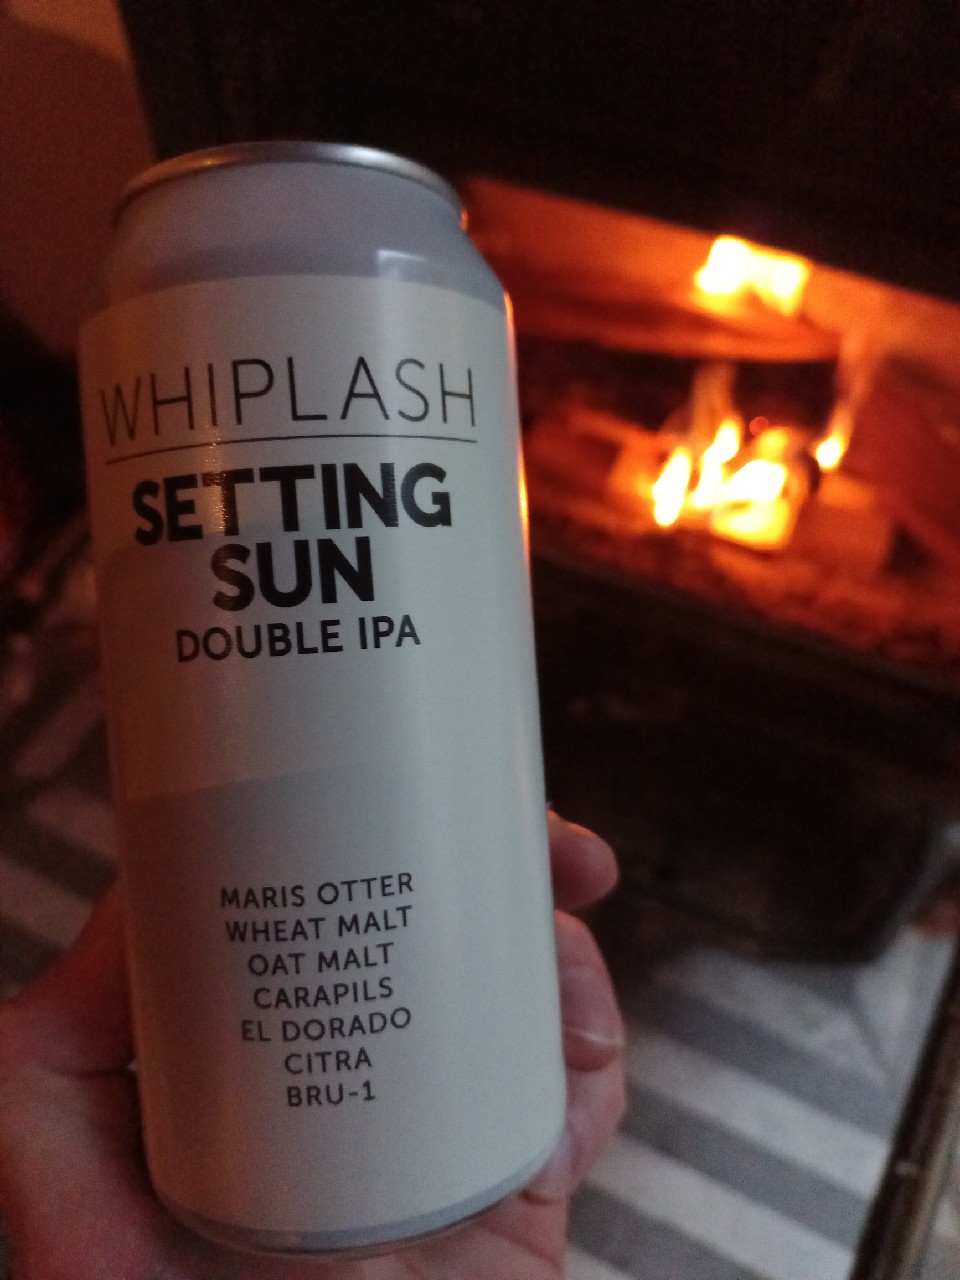 WHIPLASH
SETTING
SUN
DOUBLE IPA
MARIS OTTER
WHEAT MALT
OAT MALT
CARAPILS
EL DORADO
CITRA
BRU-1